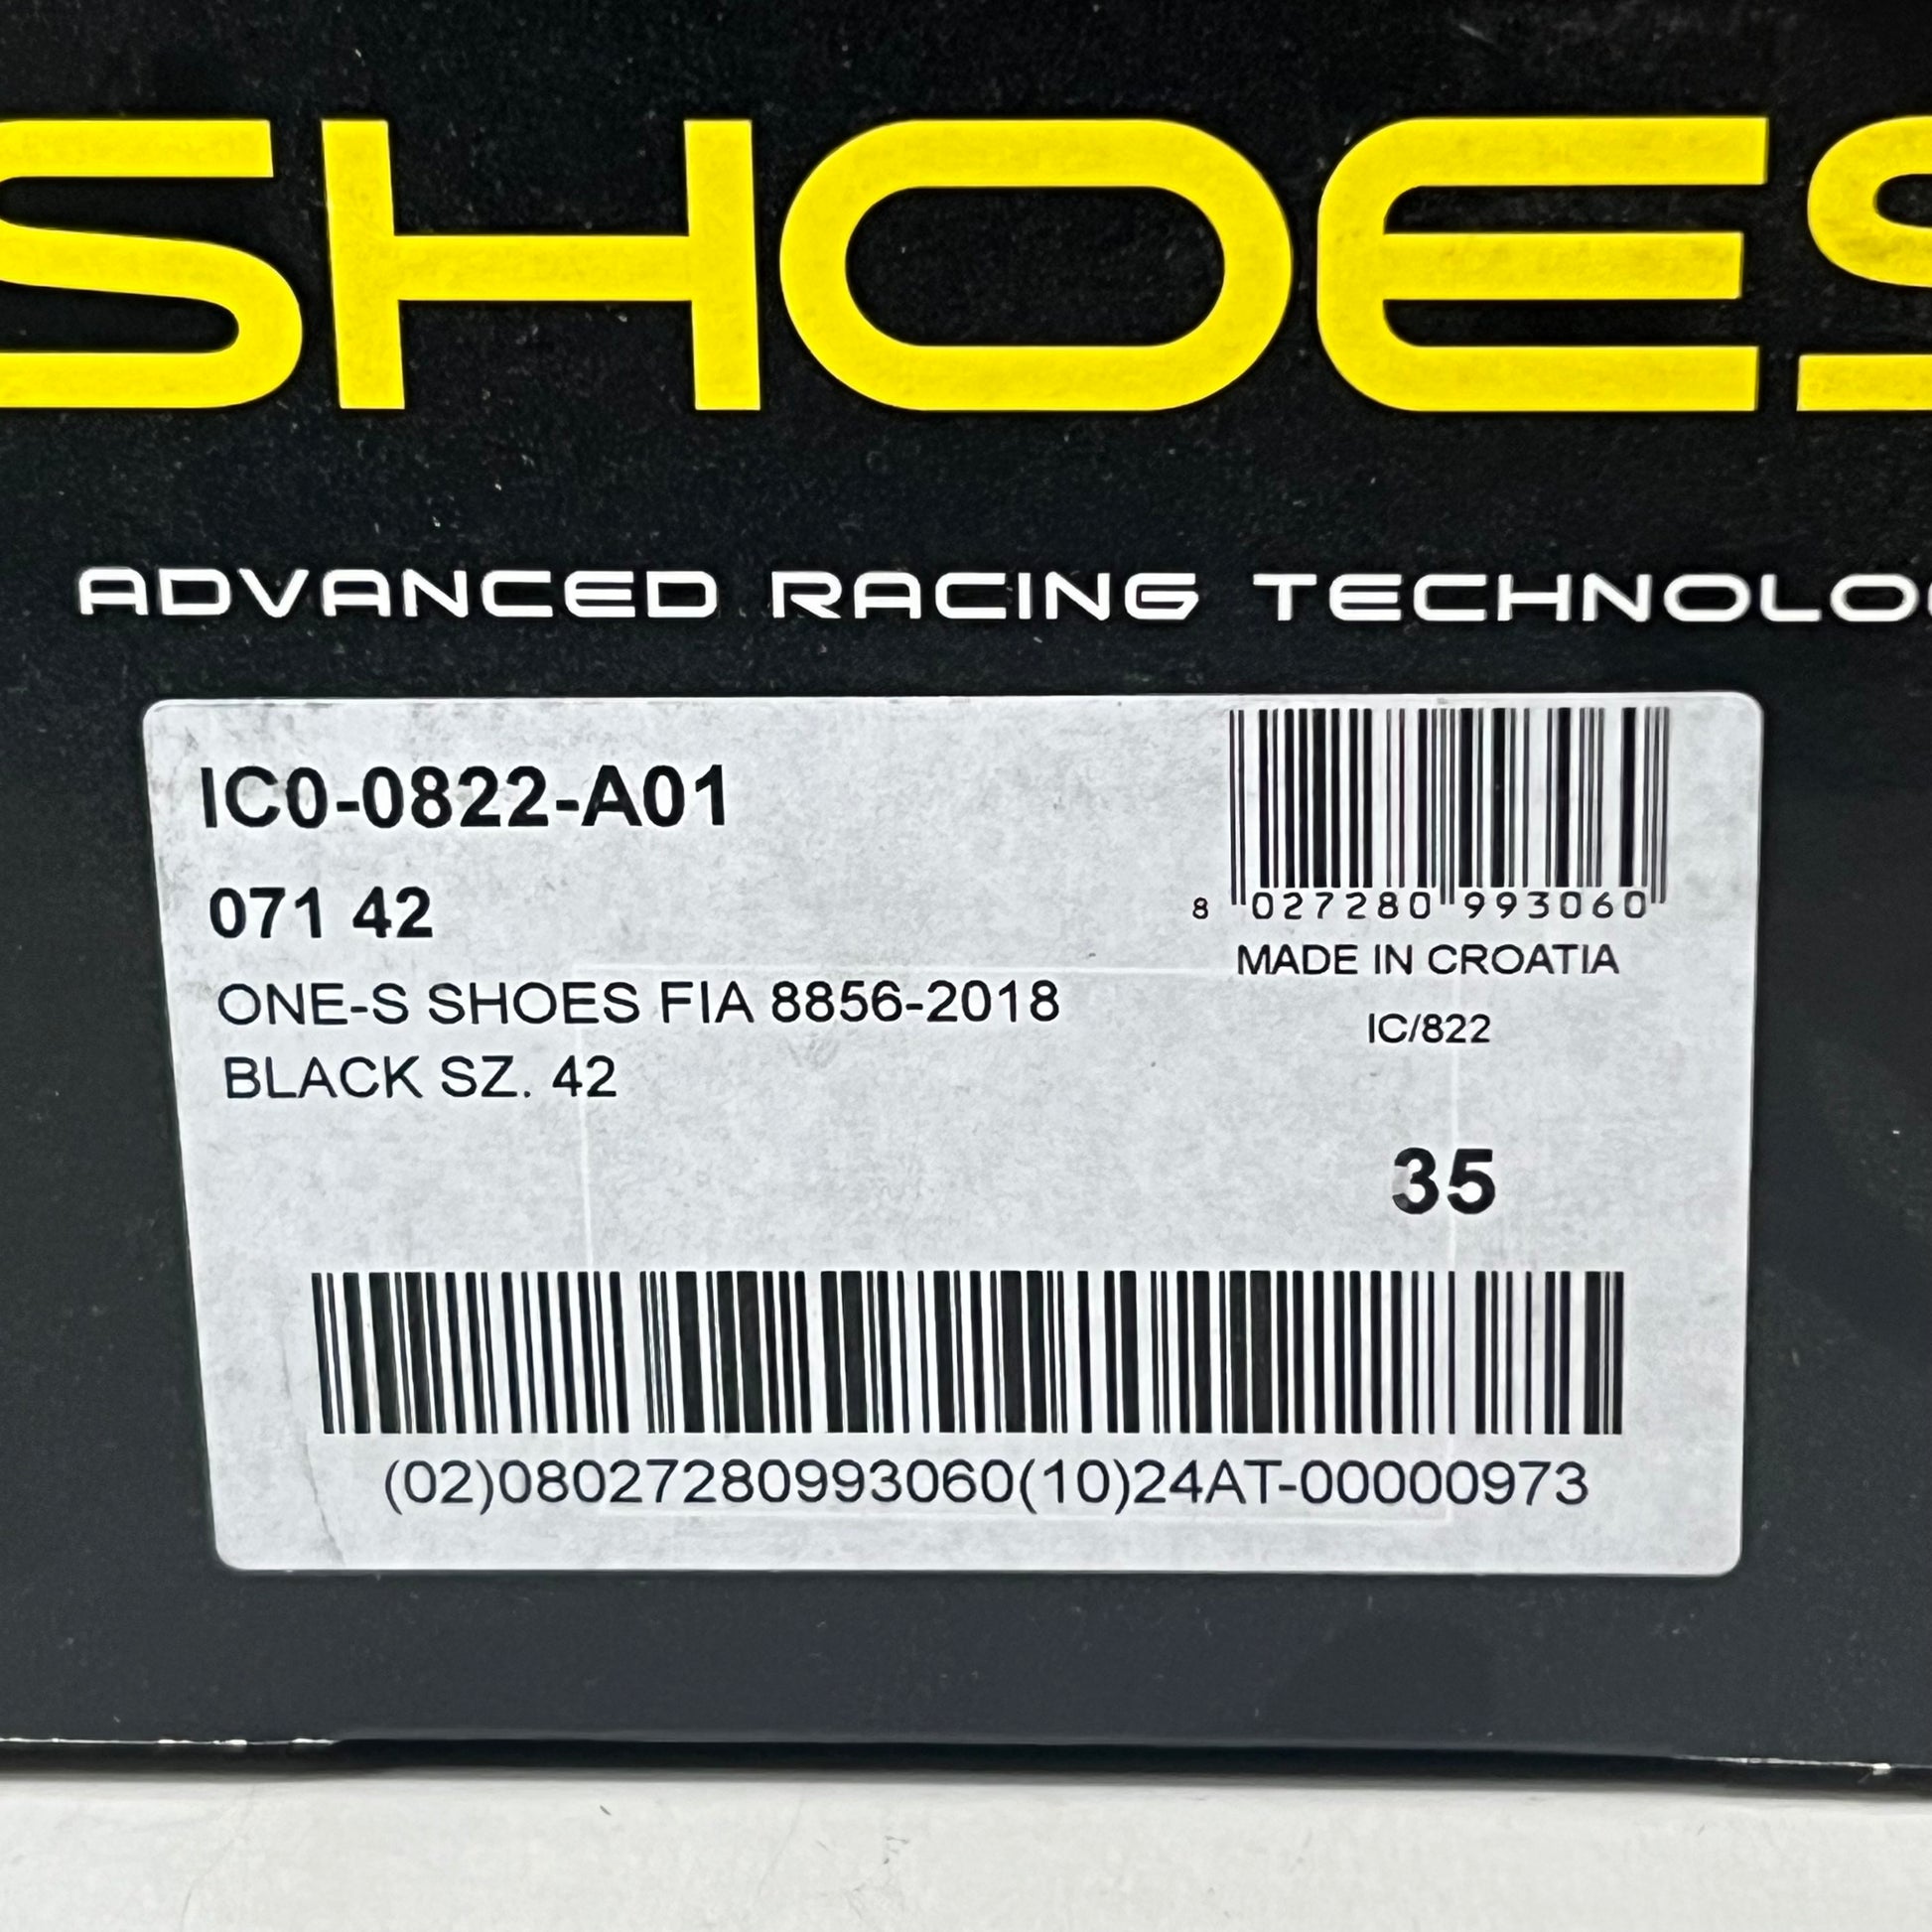 SHOES
ADVANCED RACING TECHNOLO
IC0-0822-A01
071 42
ONE-S SHOES FIA 8856-2018
BLACK SZ. 42
8 027280 993060
MADE IN CROATIA
IC/822
35
(02)08027280993060(10)24AT-00000973